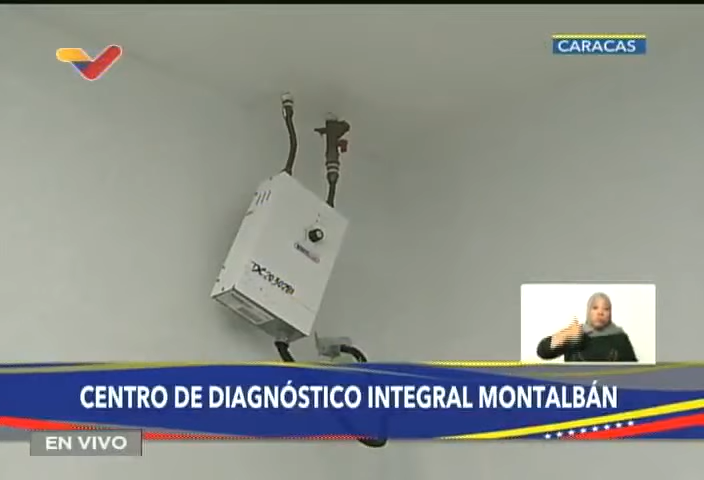 CARACAS
CENTRO DE DIAGNÓSTICO INTEGRAL MONTALBÁN
EN VIVO